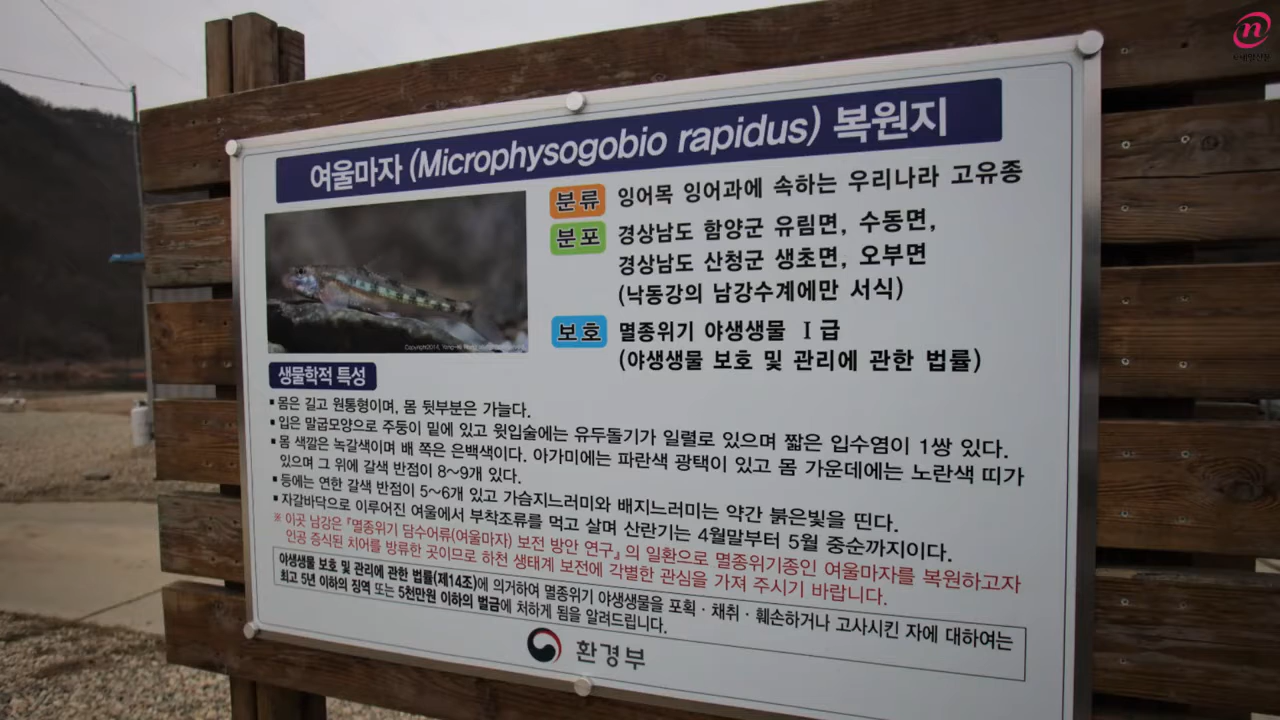 여울마자 (Microphysogobio rapidus) 복원지
분류 잉어목 잉어과에 속하는 우리나라 고유종
분포 경상남도 함양군 유림면, 수동면,
경상남도 산청군 생초면, 오부면
(낙동강의 남강수계에만 서식)
보호 멸종위기 야생생물 Ⅰ급
(야생생물 보호 및 관리에 관한 법률)
생물학적 특성
▪ 몸은 길고 원통형이며, 몸 뒷부분은 가늘다.
▪ 입은 말굽모양으로 주둥이 밑에 있고 윗입술에는 유두돌기가 일렬로 있으며 짧은 입수염이 1쌍 있다.
▪ 몸 색깔은 녹갈색이며 배 쪽은 은백색이다. 아가미에는 파란색 광택이 있고 몸 가운데에는 노란색 띠가
있으며 그 위에 갈색 반점이 8～9개 있다.
▪ 등에는 연한 갈색 반점이 5～6개 있고 가슴지느러미와 배지느러미는 약간 붉은빛을 띤다.
▪ 자갈바닥으로 이루어진 여울에서 부착조류를 먹고 살며 산란기는 4월말부터 5월 중순까지이다.
※ 이곳 남강은 『멸종위기 담수어류(여울마자) 보전 방안 연구』의 일환으로 멸종위기종인 여울마자를 복원하고자
인공 증식된 치어를 방류한 곳이므로 하천 생태계 보전에 각별한 관심을 가져 주시기 바랍니다.
야생생물 보호 및 관리에 관한 법률(제14조)에 의거하여 멸종위기 야생생물을 포획 · 채취 · 훼손하거나 고사시킨 자에 대하여는
최고 5년 이하의 징역 또는 5천만원 이하의 벌금에 처하게 됨을 알려드립니다.
환경부